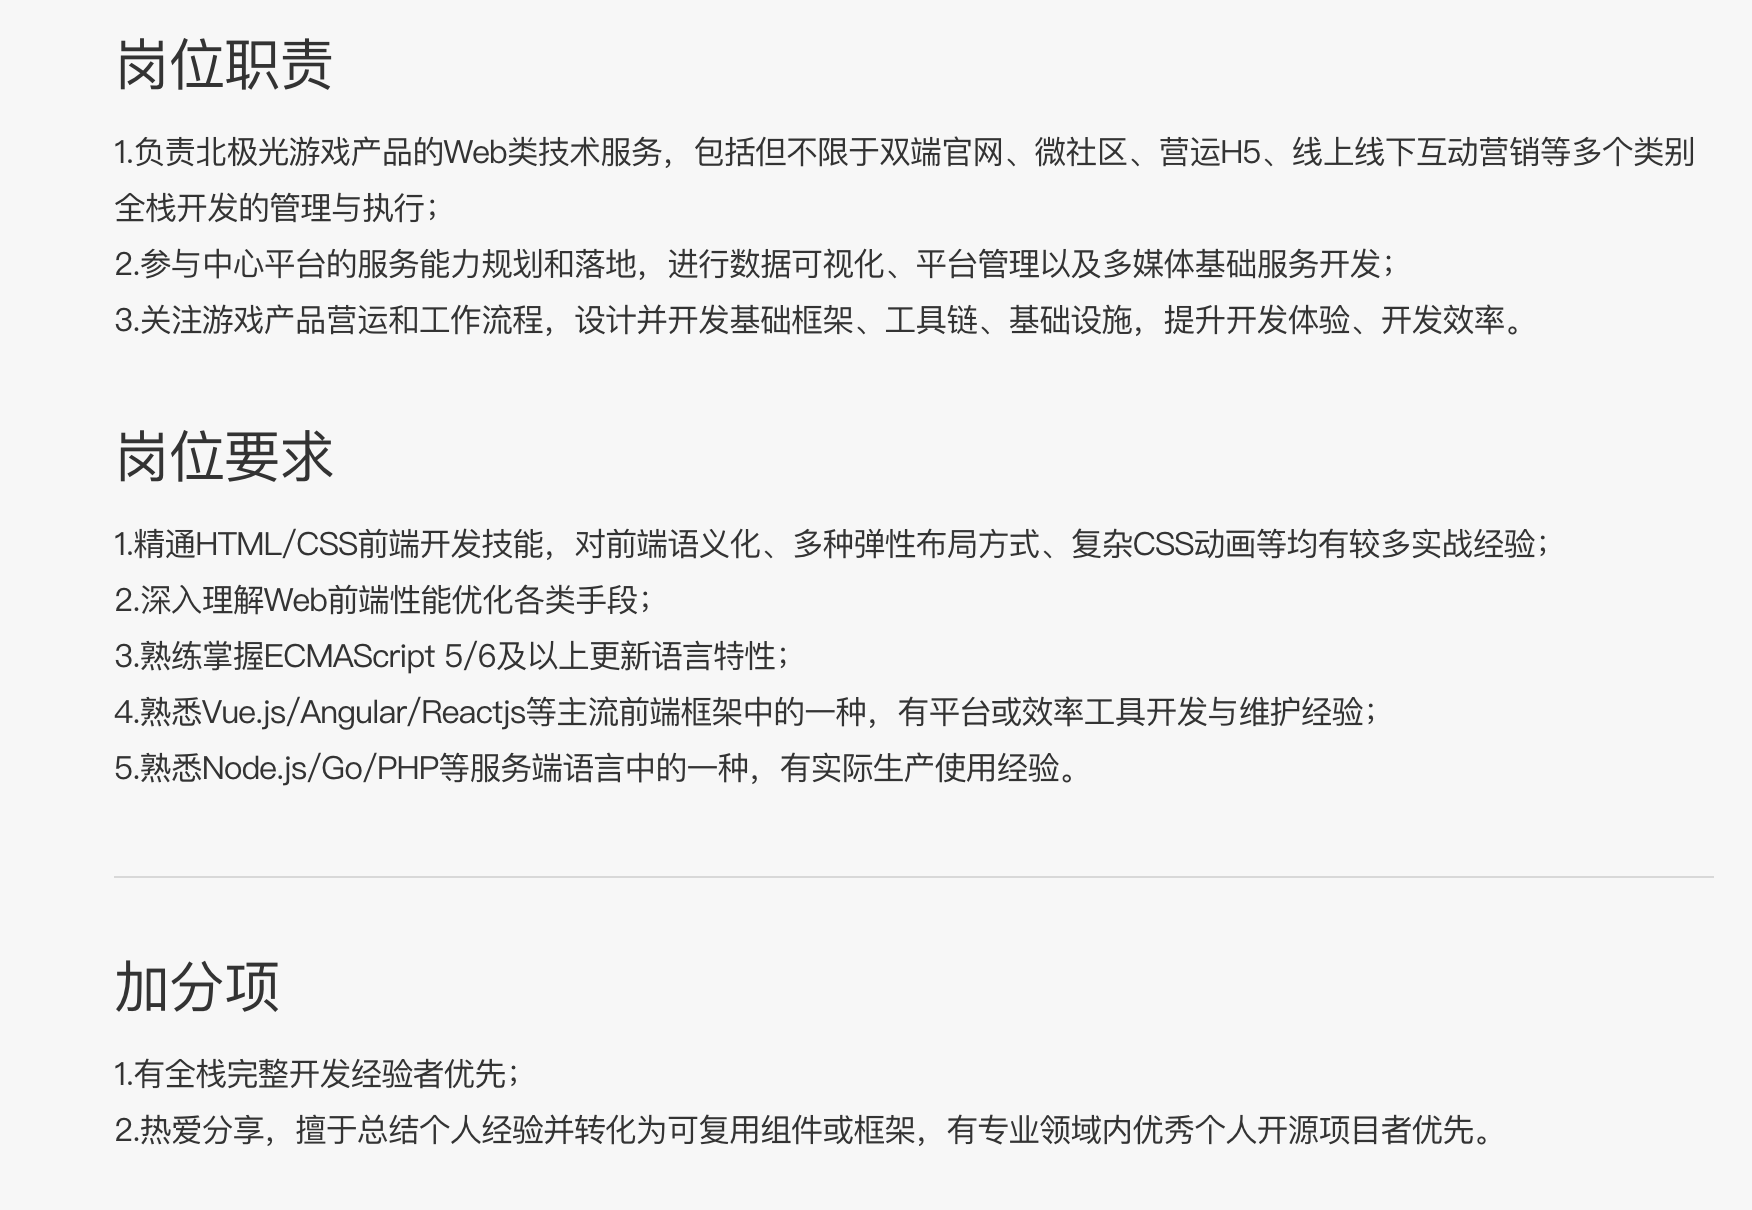 岗位职责
1.负责北极光游戏产品的Web类技术服务，包括但不限于双端官网、微社区、营运H5、线上线下互动营销等多个类别
全栈开发的管理与执行；
2.参与中心平台的服务能力规划和落地，进行数据可视化、平台管理以及多媒体基础服务开发；
3.关注游戏产品营运和工作流程，设计并开发基础框架、工具链、基础设施，提升开发体验、开发效率。
岗位要求
1.精通HTML/CSS前端开发技能，对前端语义化、多种弹性布局方式、复杂CSS动画等均有较多实战经验；
2.深入理解Web前端性能优化各类手段；
3.熟练掌握ECMAScript 5/6及以上更新语言特性；
4.熟悉Vue.js/Angular/Reactjs等主流前端框架中的一种，有平台或效率工具开发与维护经验；
5.熟悉Node.js/Go/PHP等服务端语言中的一种，有实际生产使用经验。
加分项
1.有全栈完整开发经验者优先；
2.热爱分享，擅于总结个人经验并转化为可复用组件或框架，有专业领域内优秀个人开源项目者优先。